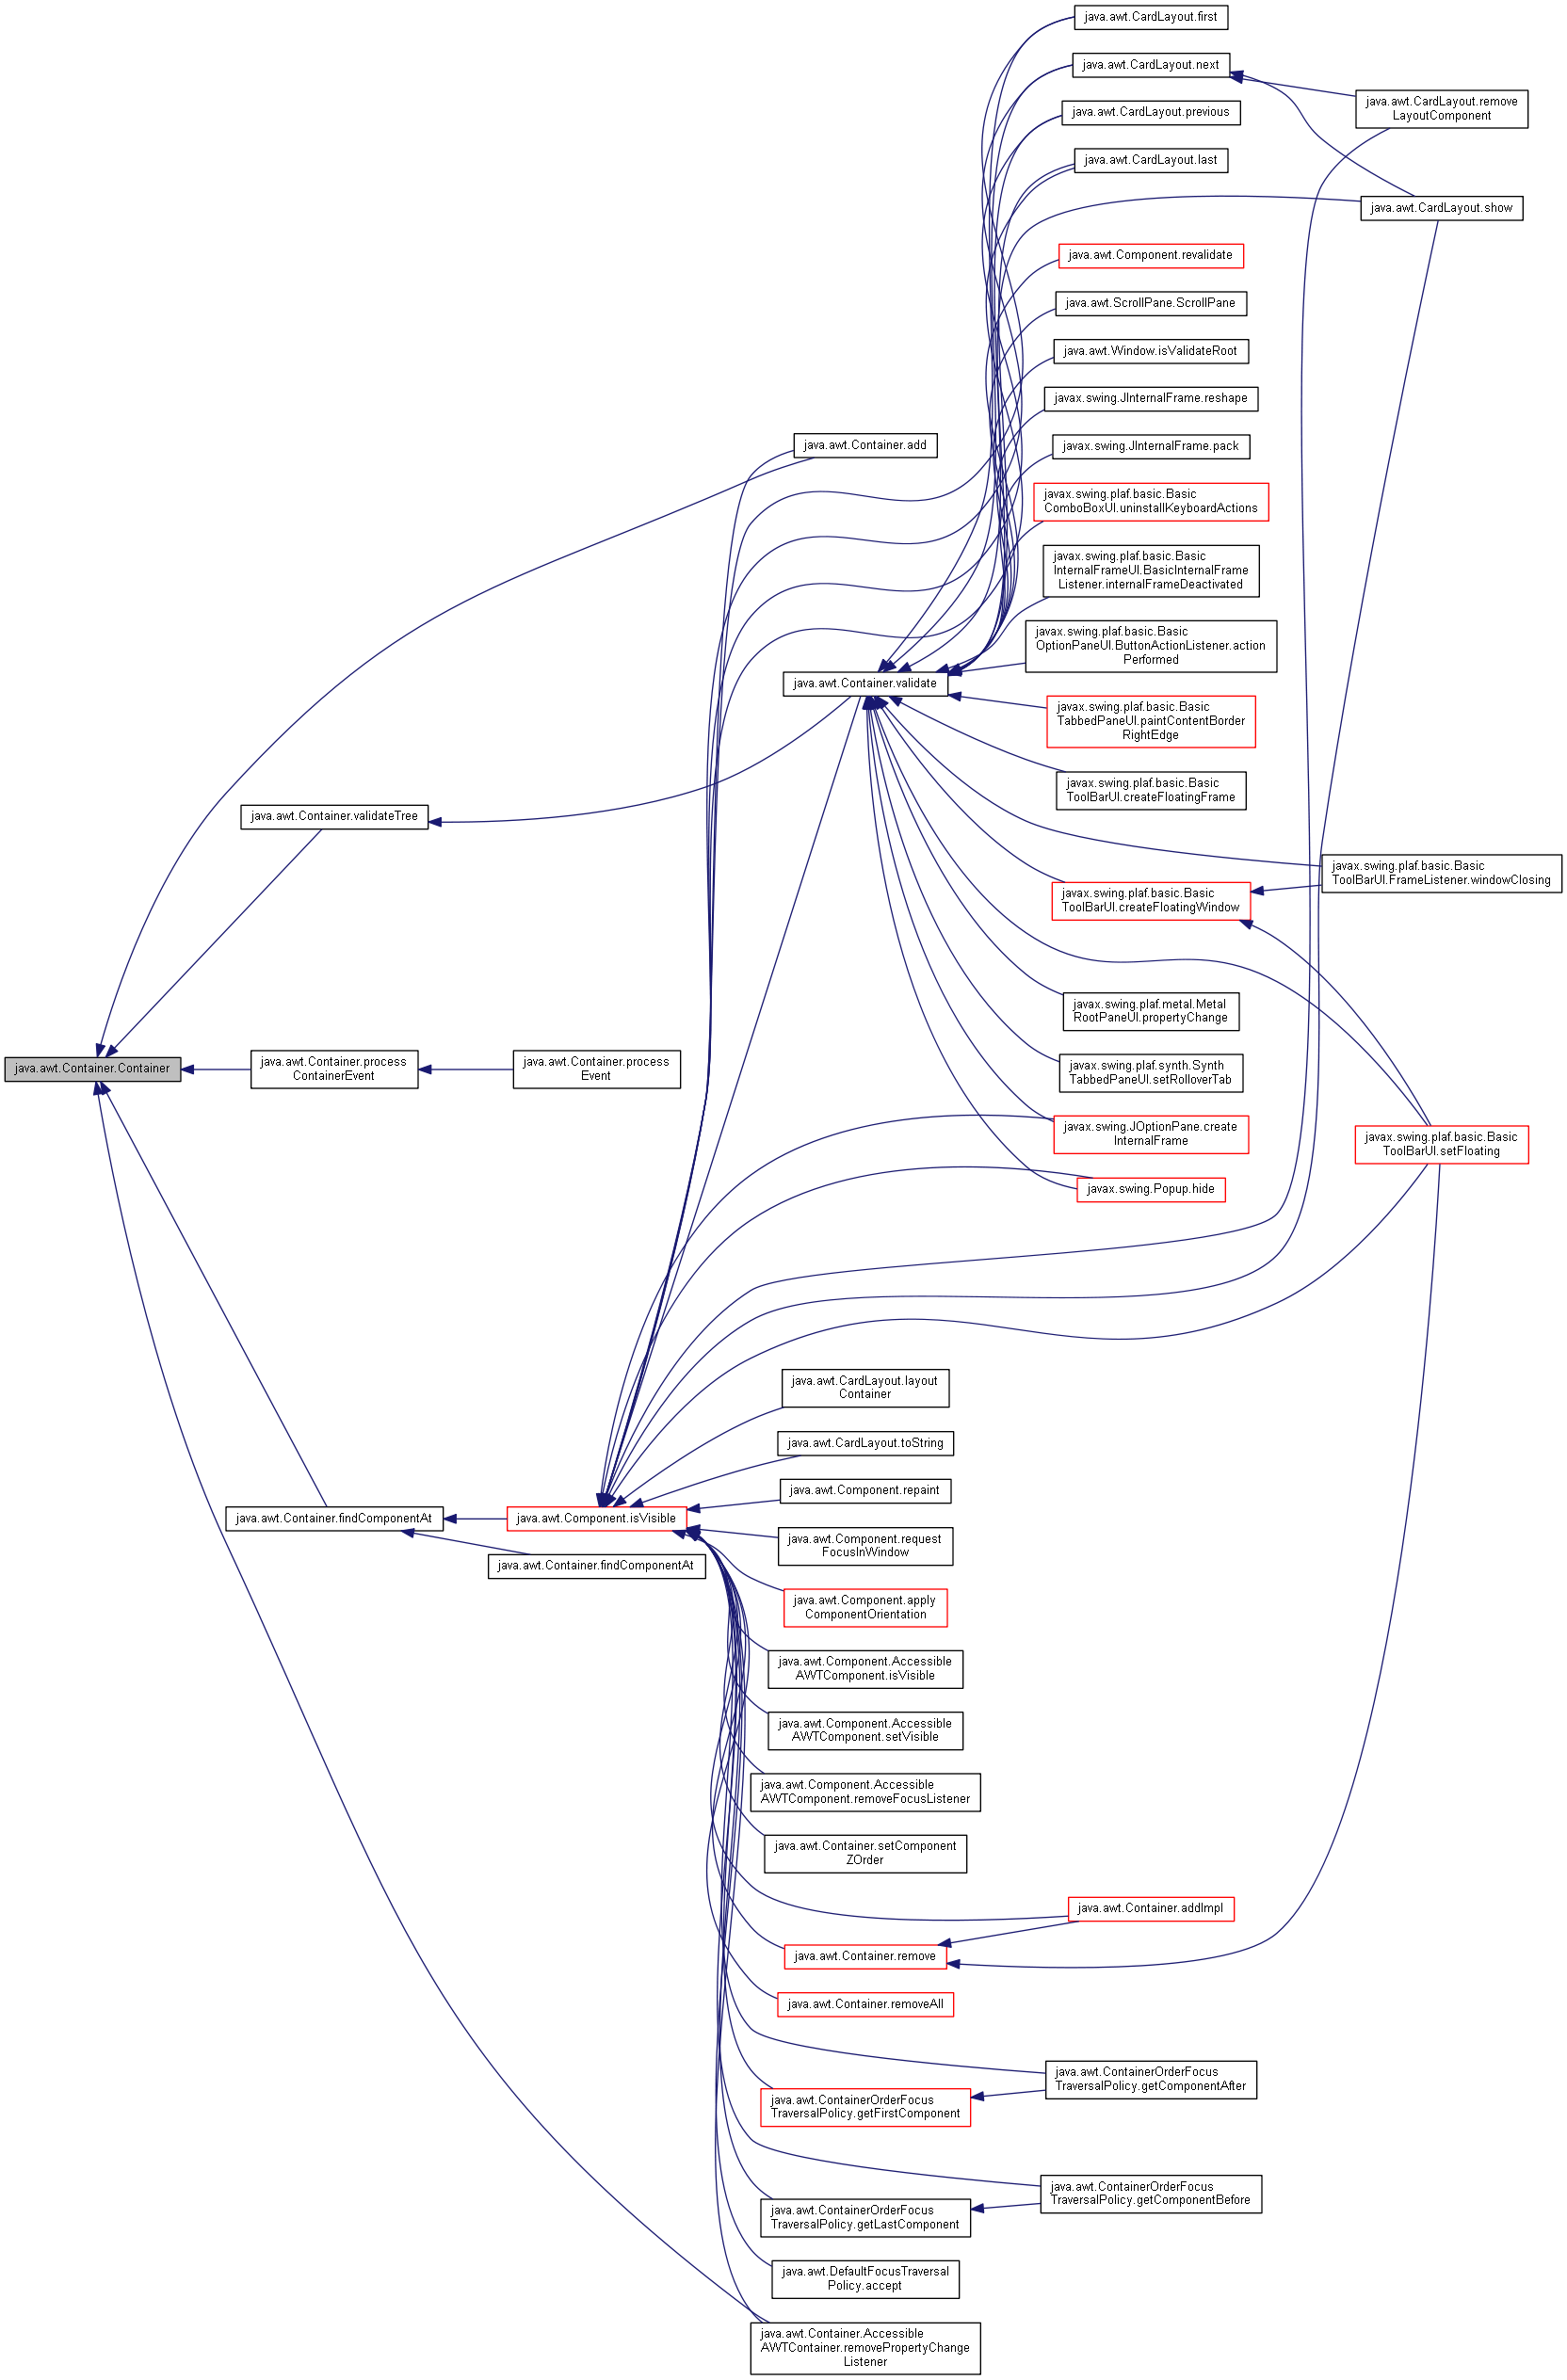 java.awt.CardLayout.first
java.awt.CardLayout.next
java.awt.CardLayout.remove
LayoutComponent
java.awt.CardLayout.previous
java.awt.CardLayout.last
java.awt.CardLayout.show
java.awt.Component.revalidate
java.awt.ScrollPane.ScrollPane
java.awt.Window.isValidateRoot
javax.swing.JInternalFrame.reshape
java.awt.Container.add
javax.swing.JInternalFrame.pack
javax.swing.plaf.basic.Basic
ComboBoxUI.uninstallKeyboardActions
javax.swing.plaf.basic.Basic
InternalFrameUI.BasicInternalFrame
Listener.internalFrameDeactivated
javax.swing.plaf.basic.Basic
OptionPaneUI.ButtonActionListener.action
Performed
java.awt.Container.validate
javax.swing.plaf.basic.Basic
TabbedPaneUI.paintContentBorder
RightEdge
javax.swing.plaf.basic.Basic
ToolBarUI.createFloatingFrame
java.awt.Container.validateTree
javax.swing.plaf.basic.Basic
ToolBarUI.FrameListener.windowClosing
javax.swing.plaf.basic.Basic
ToolBarUI.createFloatingWindow
javax.swing.plaf.metal.Metal
RootPaneUI.propertyChange
java.awt.Container.Container
java.awt.Container.process
ContainerEvent
java.awt.Container.process
Event
javax.swing.plaf.synth.Synth
TabbedPaneUI.setRolloverTab
javax.swing.JOptionPane.create
InternalFrame
javax.swing.plaf.basic.Basic
ToolBarUI.setFloating
javax.swing.Popup.hide
java.awt.CardLayout.layout
Container
java.awt.CardLayout.toString
java.awt.Component.repaint
java.awt.Container.findComponentAt
java.awt.Component.isVisible
java.awt.Component.request
FocusInWindow
java.awt.Container.findComponentAt
java.awt.Component.apply
ComponentOrientation
java.awt.Component.Accessible
AWTComponent.isVisible
java.awt.Component.Accessible
AWTComponent.setVisible
java.awt.Component.Accessible
AWTComponent.removeFocusListener
java.awt.Container.setComponent
ZOrder
java.awt.Container.addImpl
java.awt.Container.remove
java.awt.Container.removeAll
java.awt.ContainerOrderFocus
TraversalPolicy.getComponentAfter
java.awt.ContainerOrderFocus
TraversalPolicy.getFirstComponent
java.awt.ContainerOrderFocus
TraversalPolicy.getComponentBefore
java.awt.ContainerOrderFocus
TraversalPolicy.getLastComponent
java.awt.DefaultFocusTraversal
Policy.accept
java.awt.Container.Accessible
AWTContainer.removePropertyChange
Listener